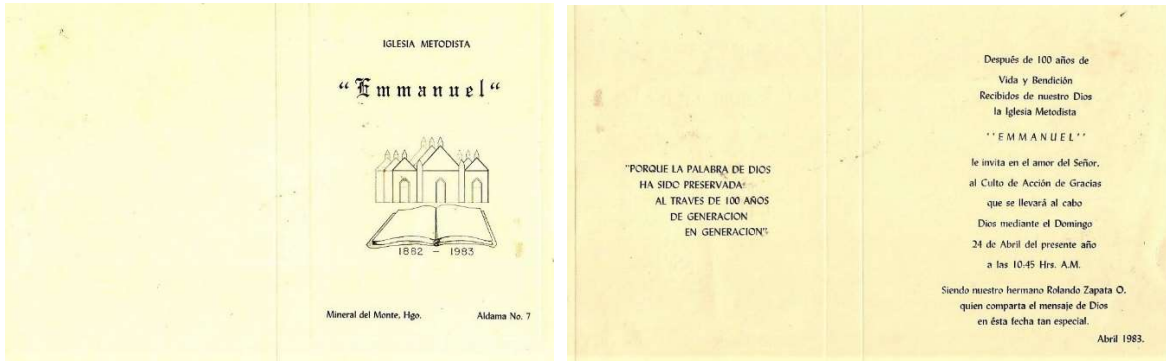 IGLESIA METODISTA
“Emmanuel“
1882 – 1983
Mineral del Monte, Hgo. Aldama No. 7
"PORQUE LA PALABRA DE DIOS
HA SIDO PRESERVADA
AL TRAVES DE 100 AÑOS
DE GENERACION
EN GENERACION"
Después de 100 años de
Vida y Bendición
Recibidos de nuestro Dios
la Iglesia Metodista
''EMMANUEL''
le invita en el amor del Señor,
al Culto de Acción de Gracias
que se llevará al cabo
Dios mediante el Domingo
24 de Abril del presente año
a las 10:45 Hrs. A.M.
Siendo nuestro hermano Rolando Zapata O.
quien comparta el mensaje de Dios
en ésta fecha tan especial.
Abril 1983.